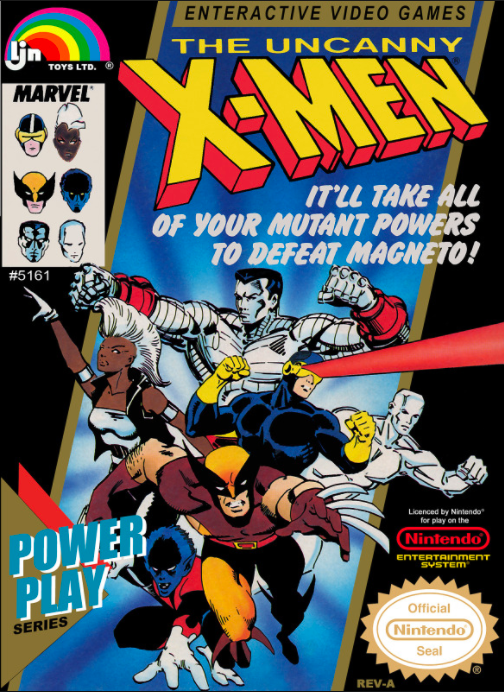 ENTERACTIVE VIDEO GAMES
LJN
TOYS LTD. ®
MARVEL®
#5161
THE UNCANNY
X-MEN®
IT'LL TAKE ALL
OF YOUR MUTANT POWERS
TO DEFEAT MAGNETO!
POWER
PLAY
SERIES
Licenced by Nintendo®
for play on the
Nintendo®
ENTERTAINMENT
SYSTEM™
Official
Nintendo
Seal
®
REV-A